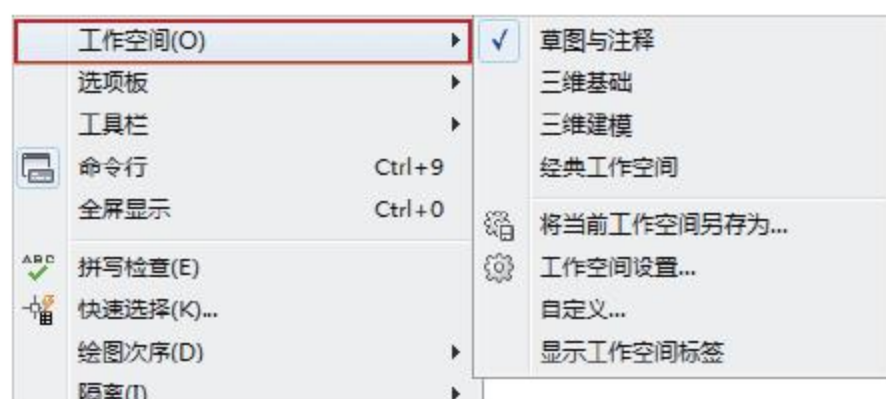 工作空间(O)
选项板
工具栏
命令行 Ctrl+9
全屏显示 Ctrl+0
ABC
拼写检查(E)
快速选择(K)...
绘图次序(D)
隔离(I)
草图与注释
三维基础
三维建模
经典工作空间
将当前工作空间另存为...
工作空间设置...
自定义...
显示工作空间标签